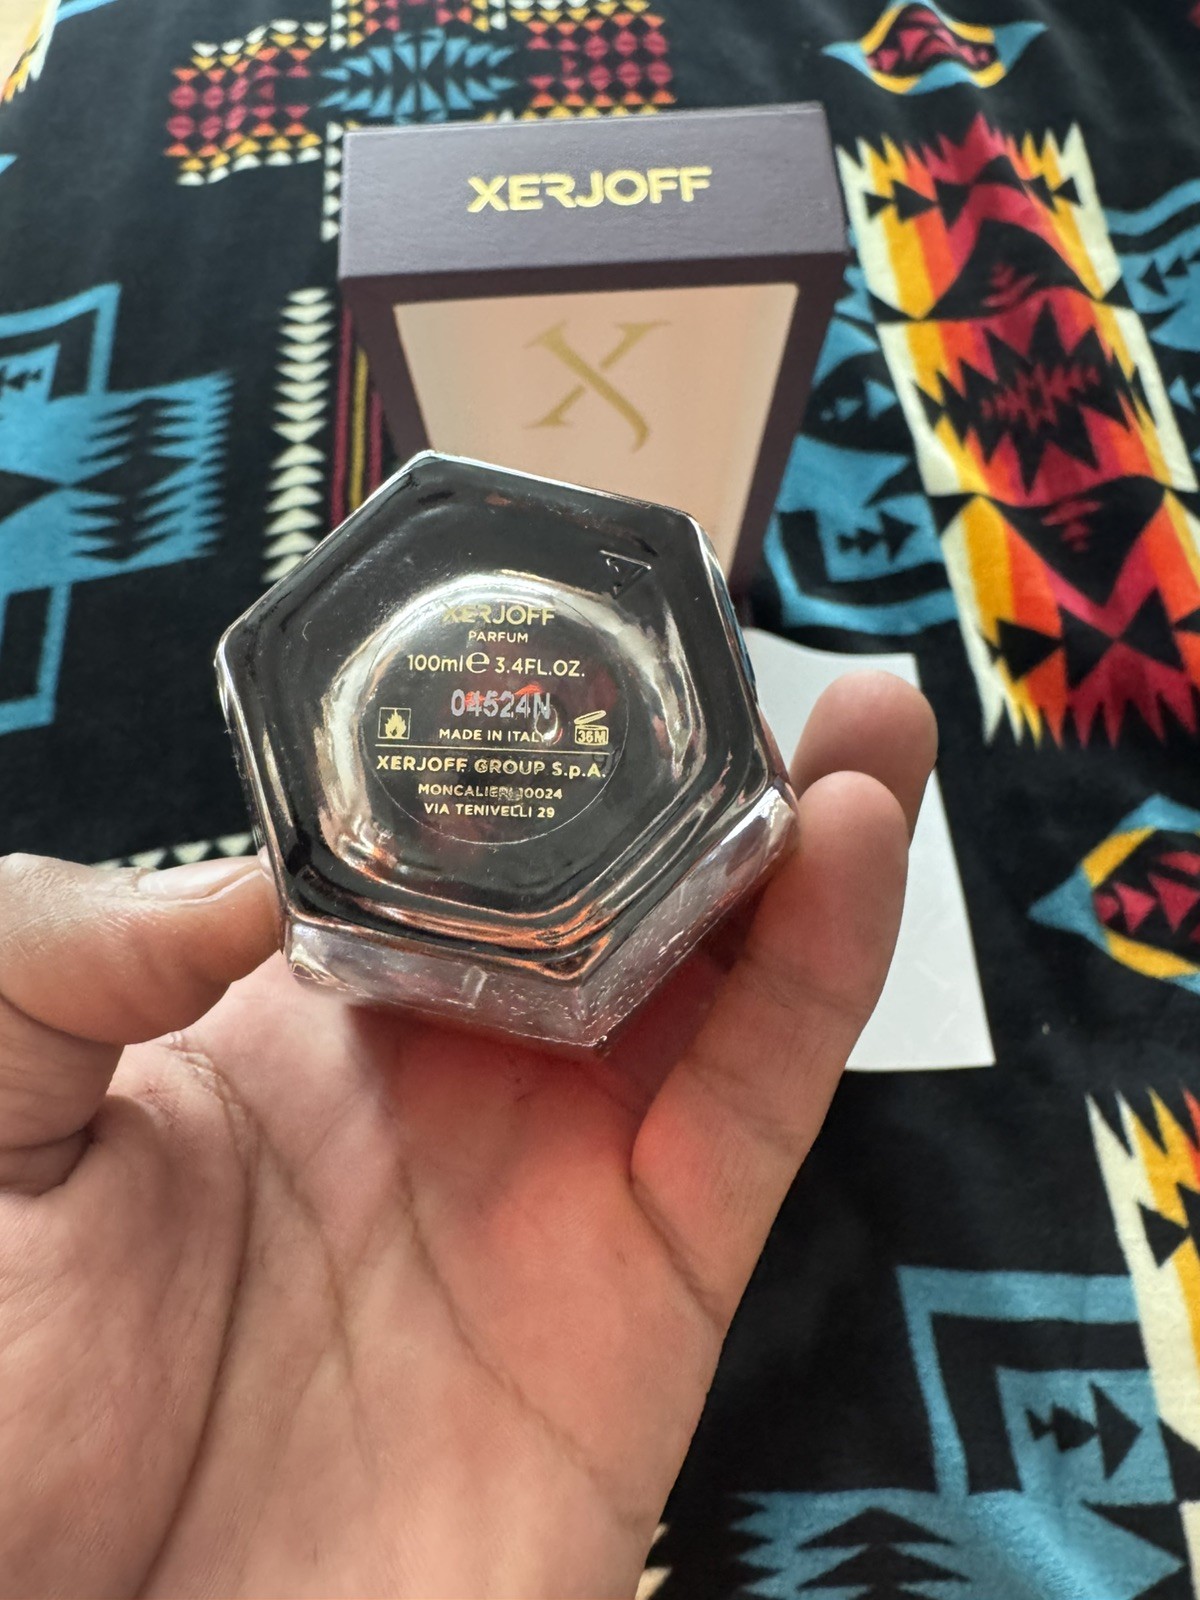 XERJOFF
X
XERJOFF
PARFUM
100ml e 3.4FL.OZ.
04524N
MADE IN ITALY
36M
XERJOFF GROUP S.p.A.
MONCALIERI 10024
VIA TENIVELLI 29